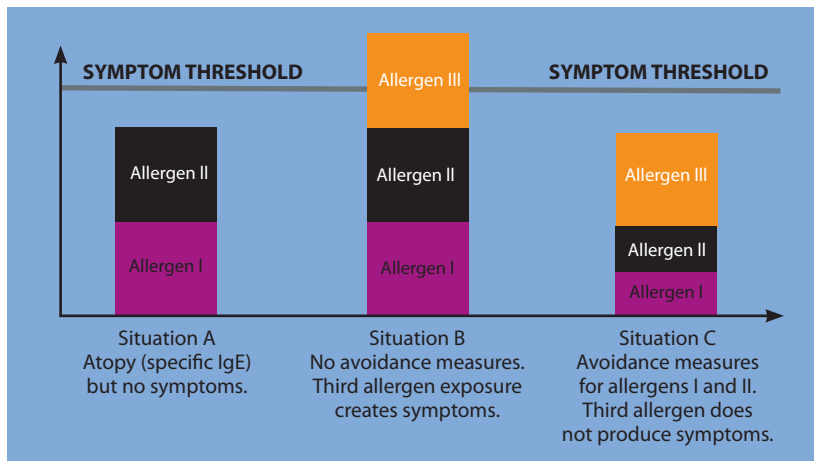 SYMPTOM THRESHOLD
SYMPTOM THRESHOLD
Allergen II
Allergen I
Allergen III
Allergen II
Allergen I
Allergen III
Allergen II
Allergen I
Situation A
Atopy (specific IgE)
but no symptoms.
Situation B
No avoidance measures.
Third allergen exposure
creates symptoms.
Situation C
Avoidance measures
for allergens I and II.
Third allergen does
not produce symptoms.